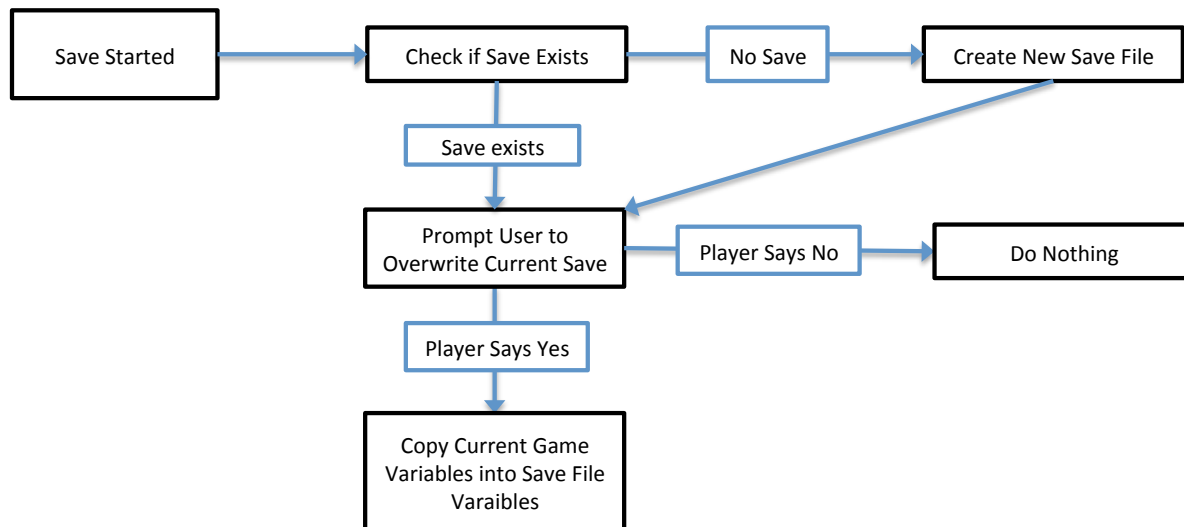 Save Started
Check if Save Exists
No Save
Create New Save File
Save exists
Prompt User to
Overwrite Current Save
Player Says No
Do Nothing
Player Says Yes
Copy Current Game
Variables into Save File
Varaibles